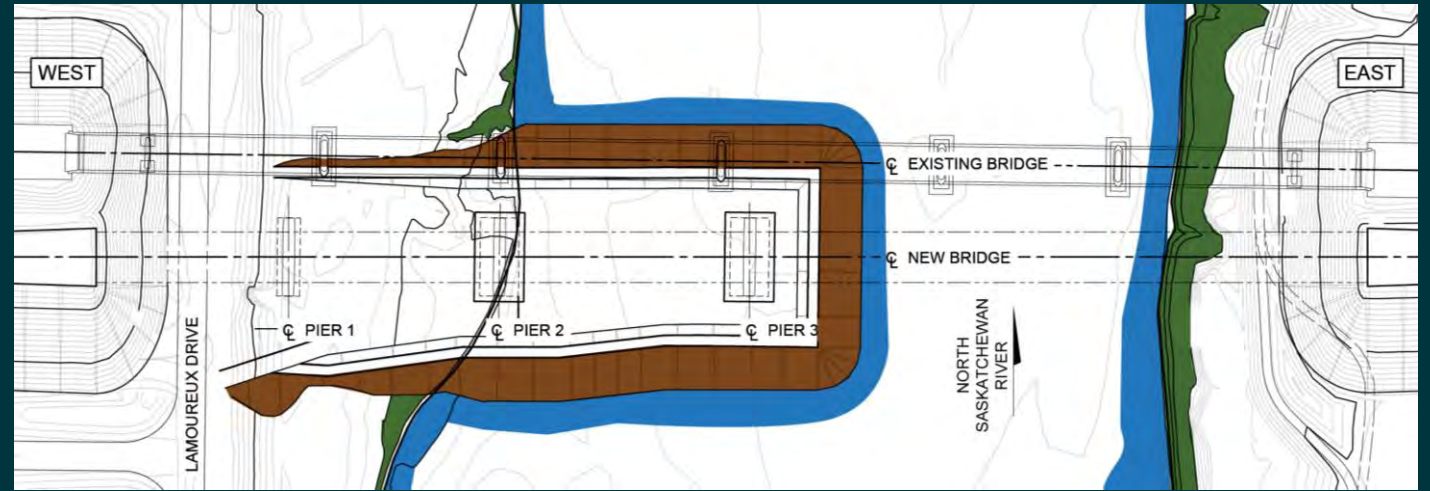 WEST
EAST
℄ EXISTING BRIDGE
℄ NEW BRIDGE
℄ PIER 1
℄ PIER 2
℄ PIER 3
LAMOUREUX DRIVE
NORTH
SASKATCHEWAN
RIVER